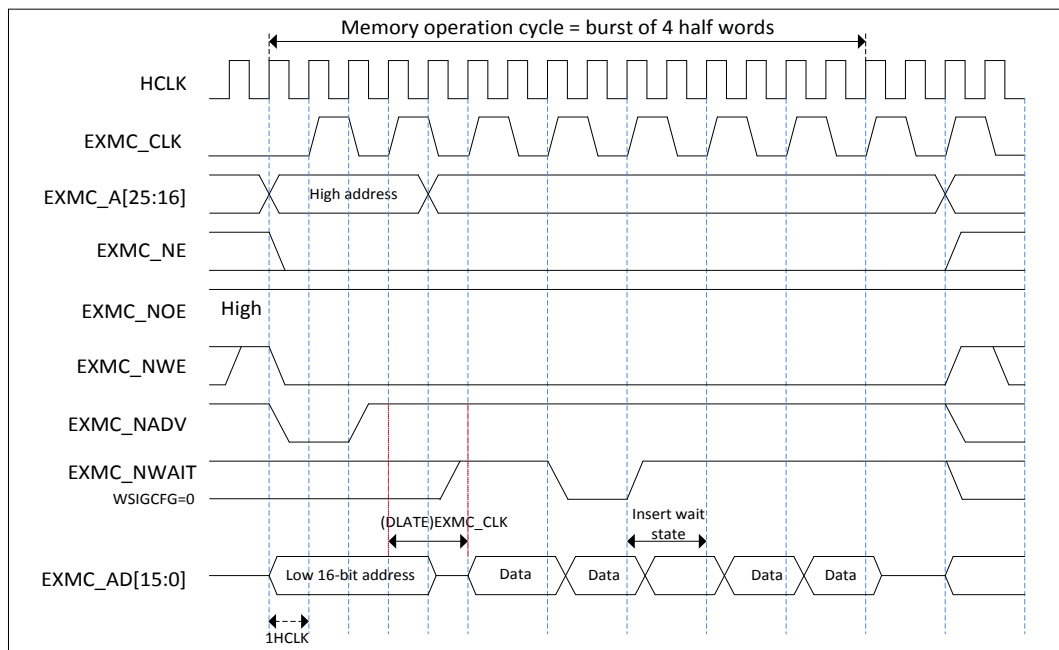 Memory operation cycle = burst of 4 half words
HCLK
EXMC_CLK
EXMC_A[25:16]
High address
EXMC_NE
EXMC_NOE
High
EXMC_NWE
EXMC_NADV
EXMC_NWAIT
WSIGCFG=0
(DLATE)EXMC_CLK
Insert wait
state
EXMC_AD[15:0]
Low 16-bit address
Data
Data
Data
Data
1HCLK